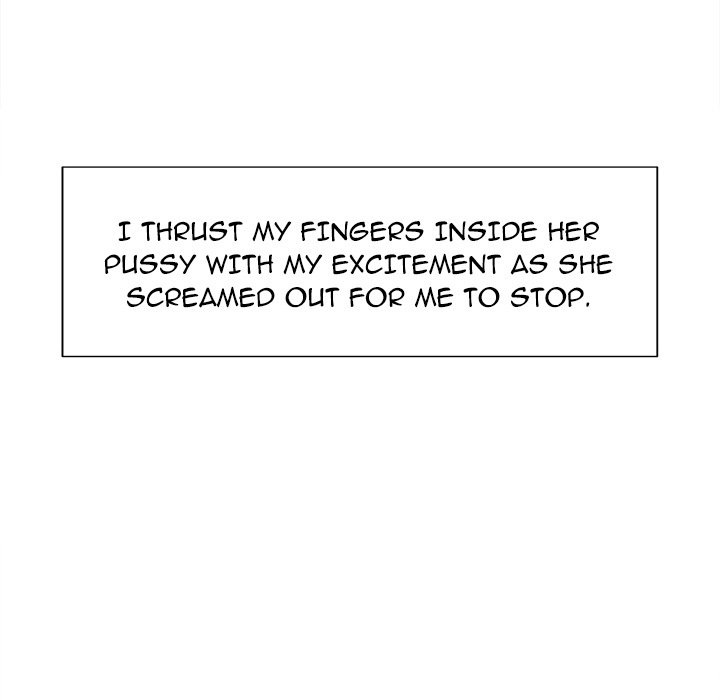 I THRUST MY FINGERS INSIDE HER
PUSSY WITH MY EXCITEMENT AS SHE
SCREAMED OUT FOR ME TO STOP.